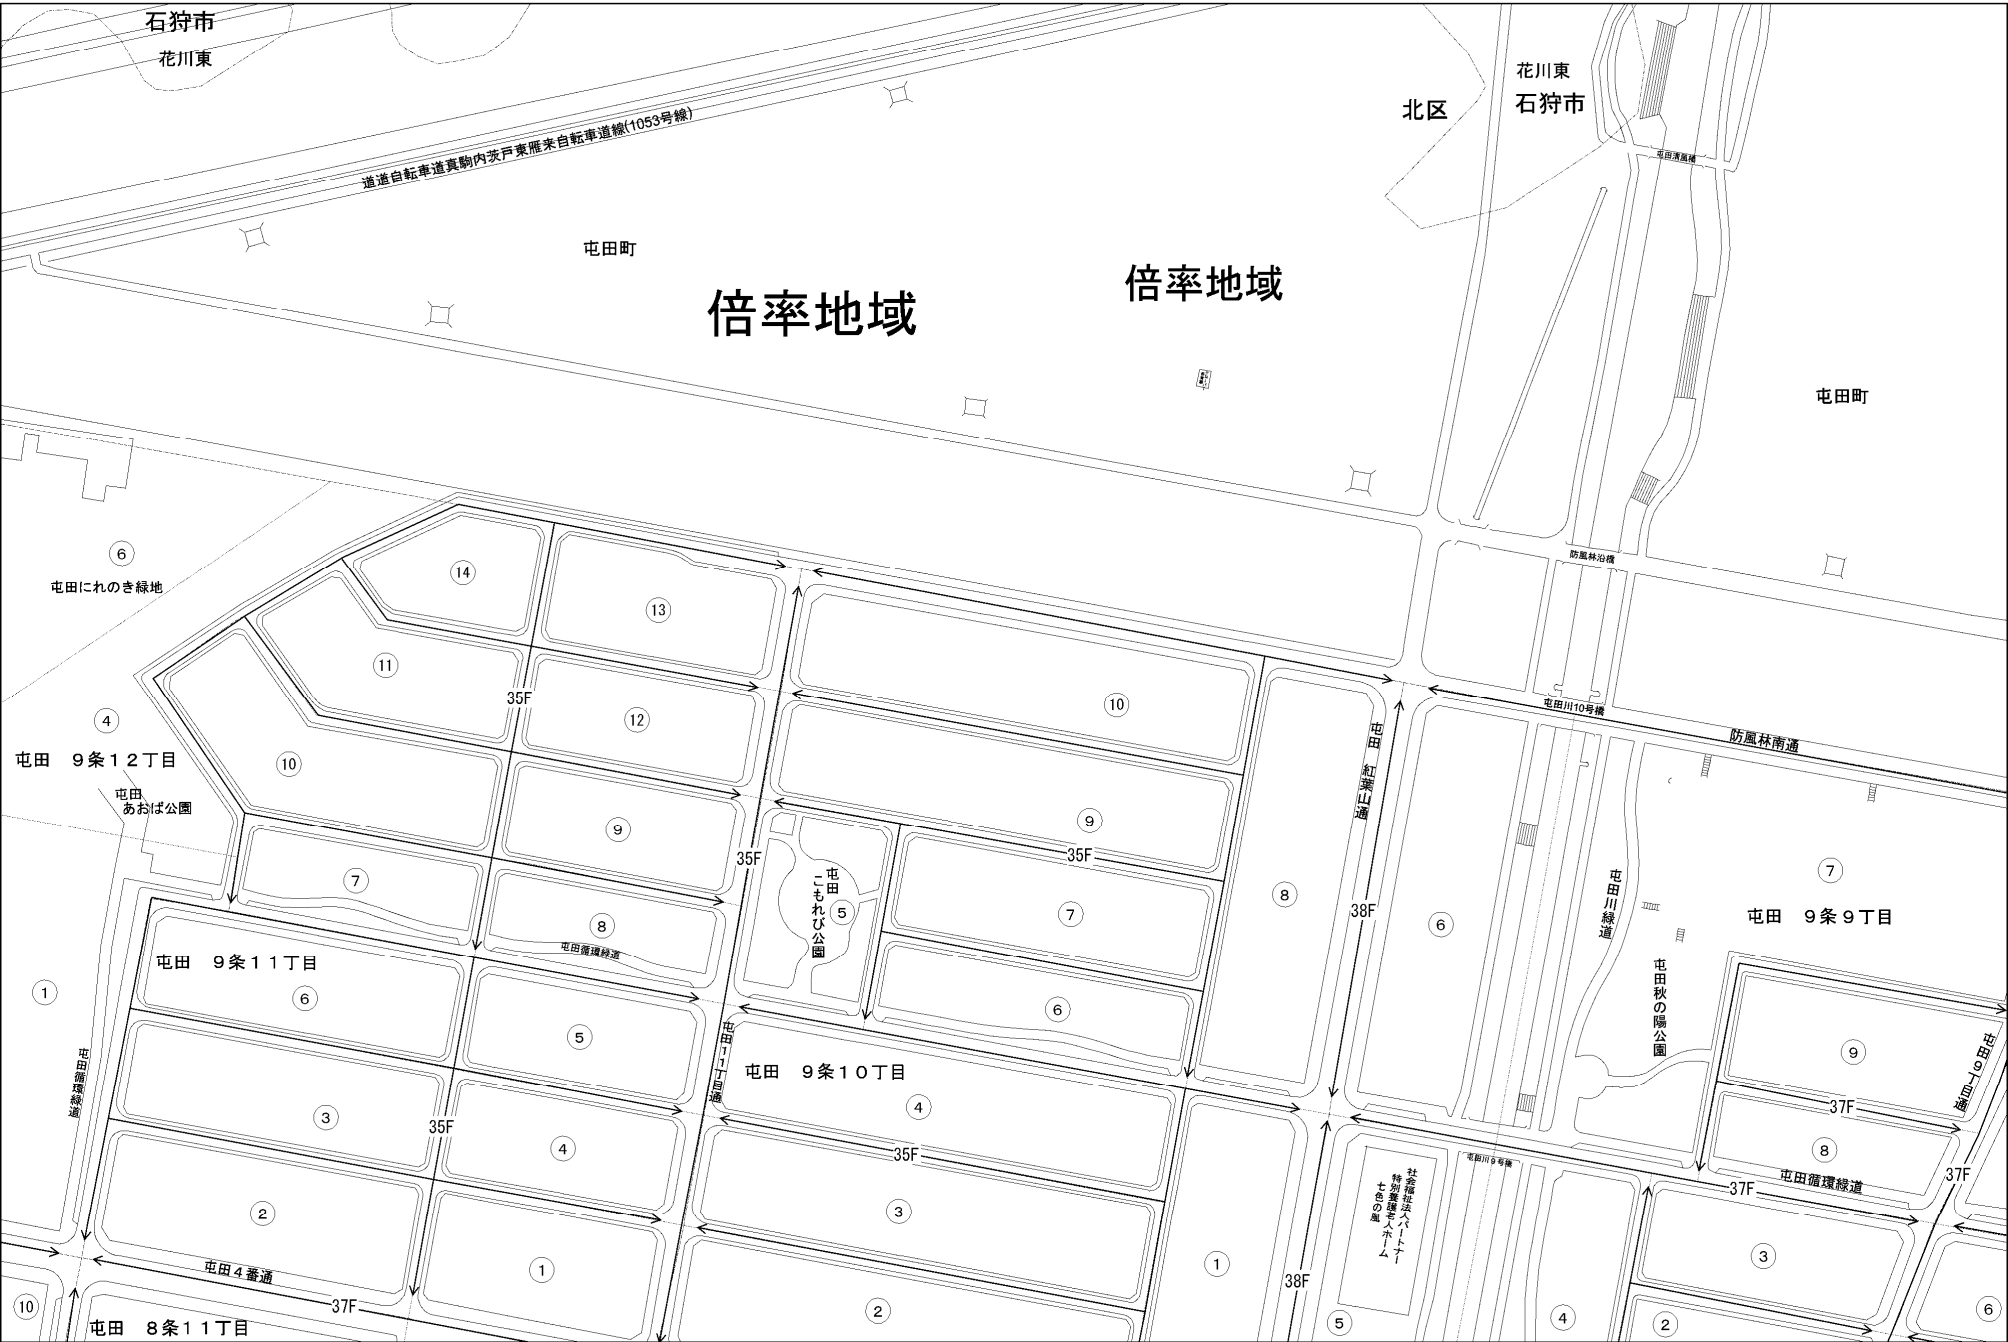 石狩市
花川東
花川東
石狩市
北区
屯田清風橋
道道自転車道真駒内茨戸東雁来自転車道線(1053号線)
屯田町
倍率地域
倍率地域
屯田町
防風林沿橋
6
屯田にれのき緑地
14
13
11
35F
12
10
屯田川10号橋
防風林南通
4
屯田 9条12丁目
屯田
あおば公園
10
9
35F
9
35F
屯田 紅葉山通
8
38F
6
屯田川緑道
7
屯田 9条9丁目
7
8
屯田循環緑道
屯田
こもれび公園
5
7
屯田 9条11丁目
6
1
5
6
屯田秋の陽公園
9
屯田9丁目通
屯田循環緑道
屯田11丁目通
屯田 9条10丁目
4
3
35F
4
35F
37F
8
屯田循環緑道
37F
37F
屯田川9号橋
社会福祉法人パートナー
特別養護老人ホーム
七色の風
2
3
1
1
38F
3
屯田4番通
37F
10
屯田 8条11丁目
2
5
4
2
6